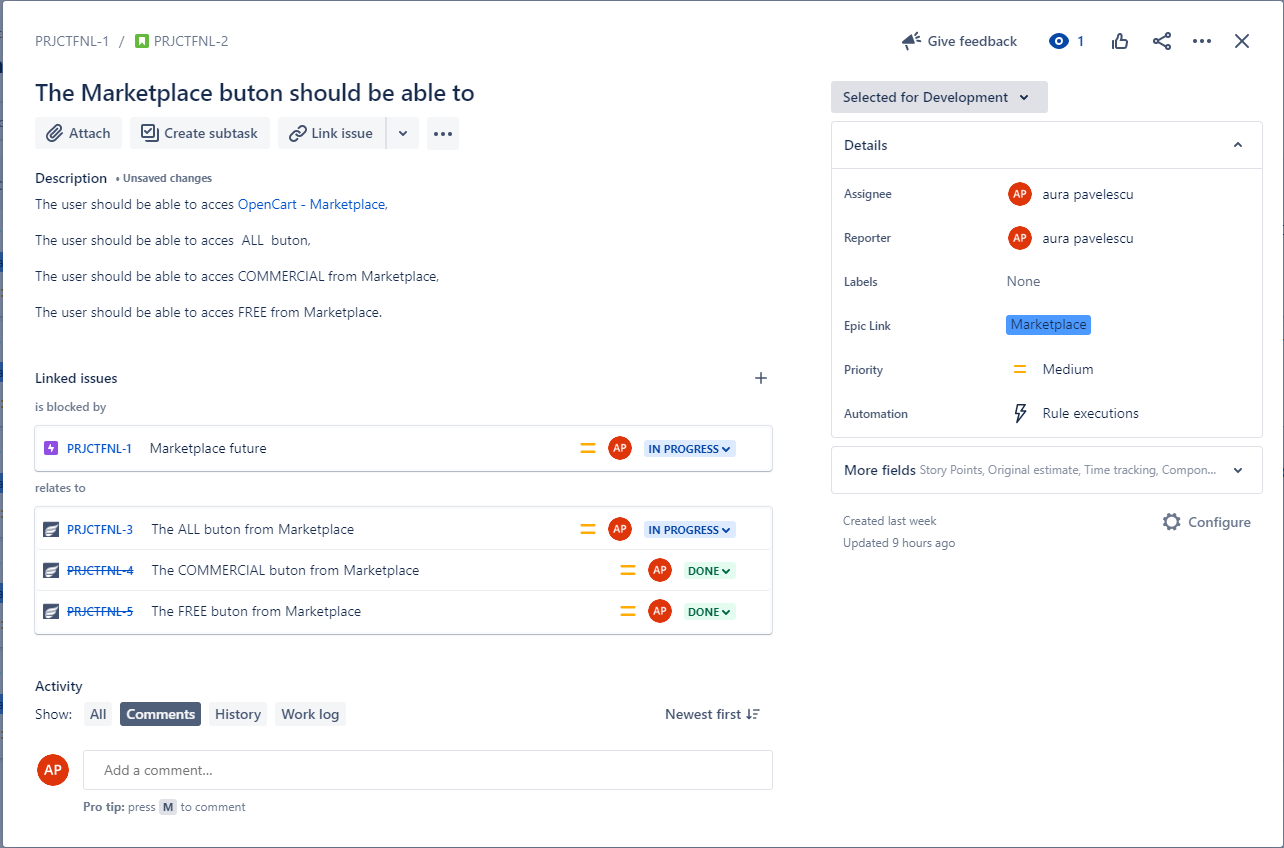 PRJCTFNL-1 / PRJCTFNL-2
Give feedback 1
The Marketplace buton should be able to
Selected for Development
Attach Create subtask Link issue
Description • Unsaved changes
The user should be able to acces OpenCart - Marketplace,
The user should be able to acces ALL buton,
The user should be able to acces COMMERCIAL from Marketplace,
The user should be able to acces FREE from Marketplace.
Linked issues
is blocked by
PRJCTFNL-1 Marketplace future AP IN PROGRESS
relates to
PRJCTFNL-3 The ALL buton from Marketplace AP IN PROGRESS
PRJCTFNL-4 The COMMERCIAL buton from Marketplace AP DONE
PRJCTFNL-5 The FREE buton from Marketplace AP DONE
Activity
Show: All Comments History Work log Newest first
AP Add a comment...
Pro tip: press M to comment
Details
Assignee AP aura pavelescu
Reporter AP aura pavelescu
Labels None
Epic Link Marketplace
Priority Medium
Automation Rule executions
More fields Story Points, Original estimate, Time tracking, Compon...
Created last week Configure
Updated 9 hours ago